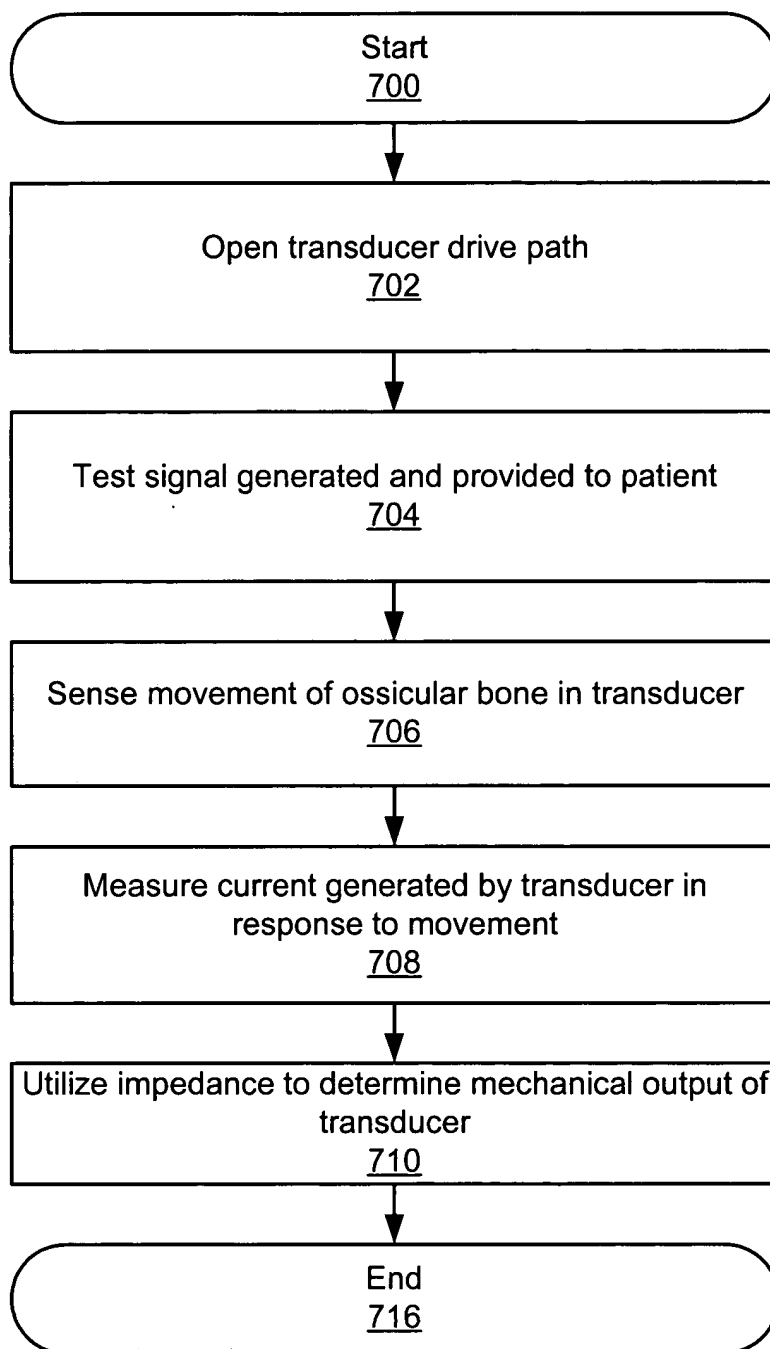 Start
700
Open transducer drive path
702
Test signal generated and provided to patient
704
Sense movement of ossicular bone in transducer
706
Measure current generated by transducer in
response to movement
708
Utilize impedance to determine mechanical output of
transducer
710
End
716